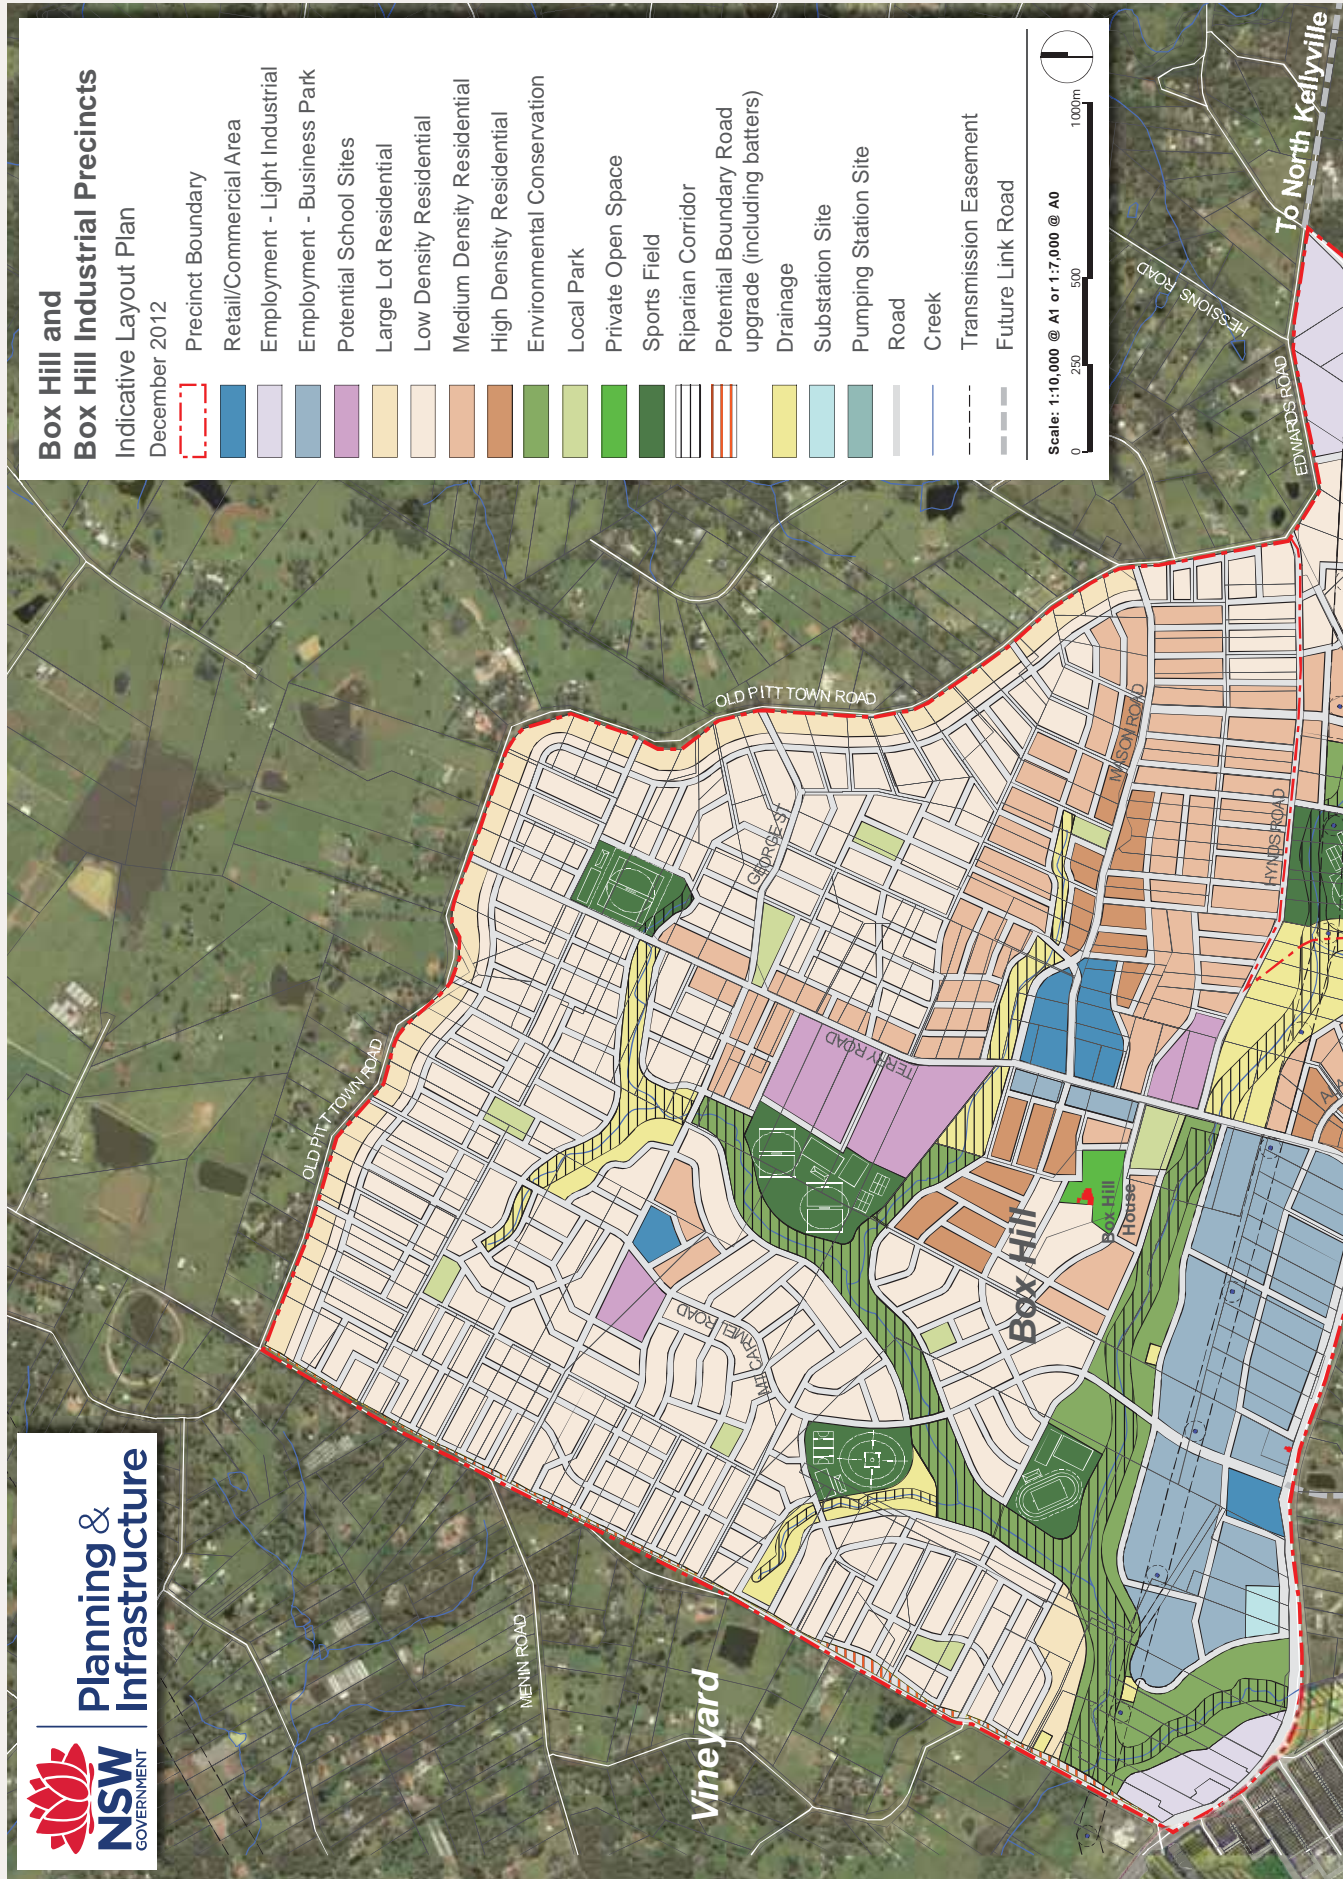 Box Hill and
Box Hill Industrial Precincts
Indicative Layout Plan
December 2012
Precinct Boundary
Retail/Commercial Area
Employment - Light Industrial
Employment - Business Park
Potential School Sites
Large Lot Residential
Low Density Residential
Medium Density Residential
High Density Residential
Environmental Conservation
Local Park
Private Open Space
Sports Field
Riparian Corridor
Potential Boundary Road
upgrade (including batters)
Drainage
Substation Site
Pumping Station Site
Road
Creek
Transmission Easement
Future Link Road
Scale: 1:10,000 @ A1 or 1:7,000 @ A0
0 250 500 1000m
NSW
GOVERNMENT
Planning &
Infrastructure
To North Kellyville
HESSIONS ROAD
EDWARDS ROAD
OLD PITT TOWN ROAD
OLD PITT TOWN ROAD
MASON ROAD
HYNDS ROAD
GEORGE ST
TERRY ROAD
MT CARMEL ROAD
Box Hill
Box Hill
House
MENIN ROAD
Vineyard